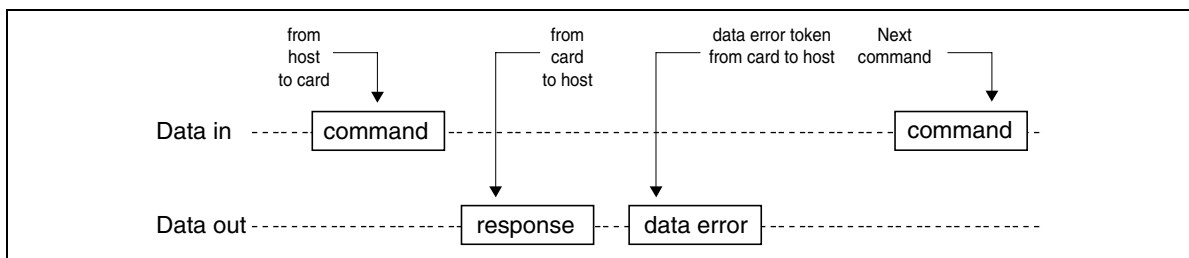 from
host
to card
from
card
to host
data error token
from card to host
Next
command
Data in
command
command
Data out
response
data error